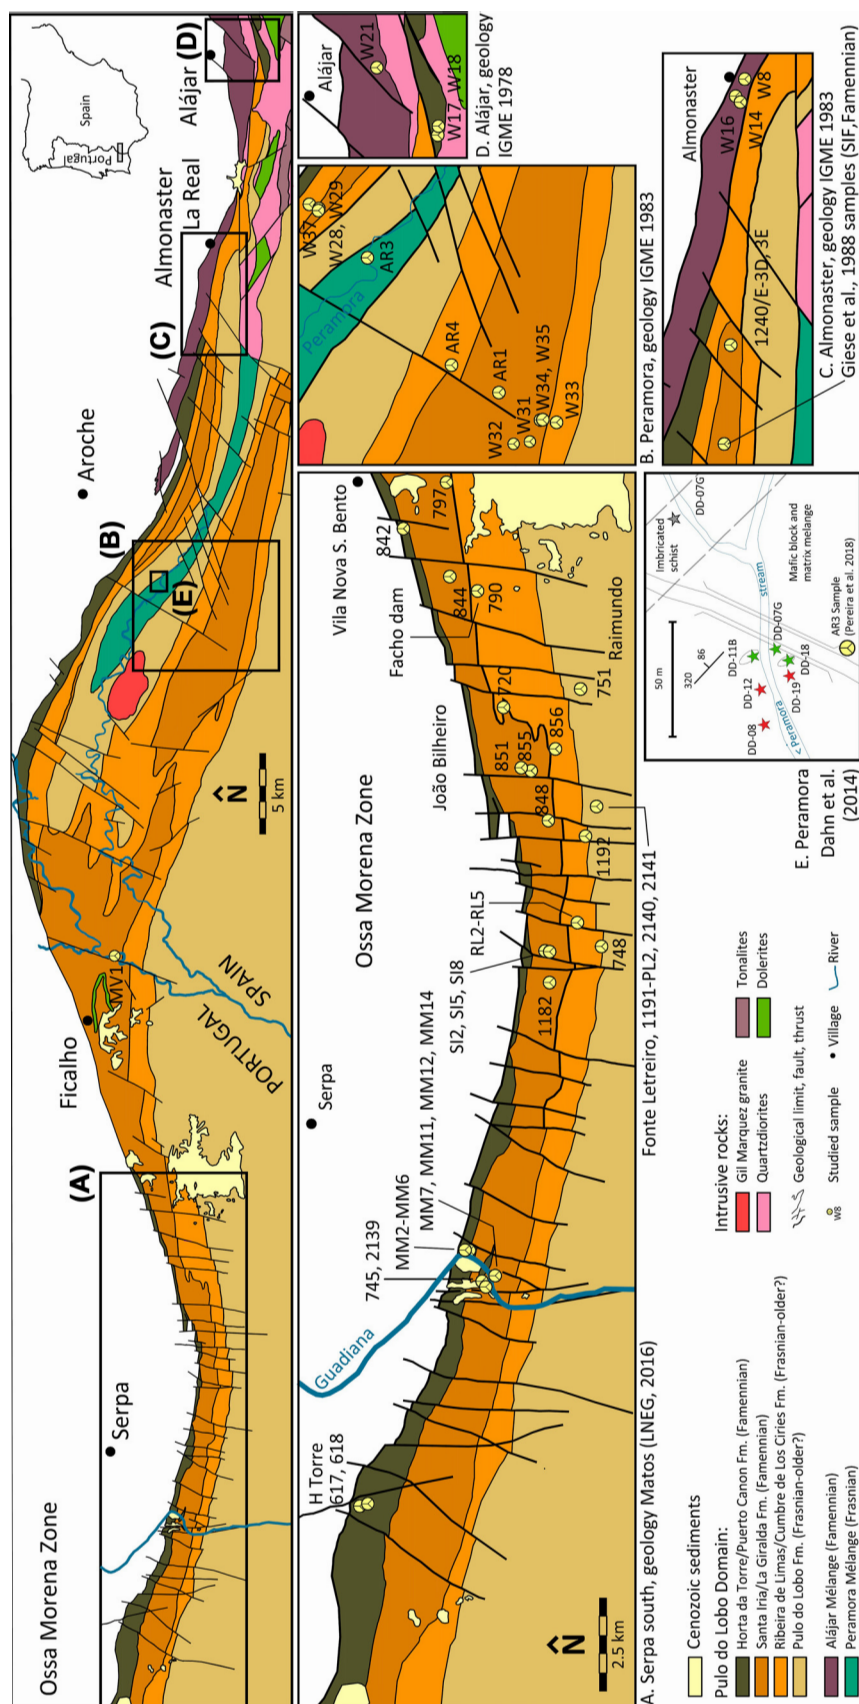 Ossa Morena Zone
Serpa
(A)
Ficalho
MV1
PORTUGAL
SPAIN
N̂
5 km
Aroche
(B)
(E)
(C)
Almonaster
La Real
Alájar
(D)
Portugal
Spain
Ossa Morena Zone
Serpa
Guadiana
H Torre
617, 618
745, 2139
MM2-MM6
MM7, MM11, MM12, MM14
SI2, SI5, SI8
RL2-RL5
1182
748
1192
848
851
855
856
João Bilheiro
720
751
Raimundo
Facho dam
844
790
842
797
Vila Nova S. Bento
Fonte Letreiro, 1191-PL2, 2140, 2141
N̂
2.5 km
A. Serpa south, geology Matos (LNEG, 2016)
W37
W28, W29
AR3
Peramora
AR4
AR1
W32
W31
W34, W35
W33
B. Peramora, geology IGME 1983
Alájar
W21
W17
W18
D. Alájar, geology
IGME 1978
Almonaster
W16
W14
W8
1240/E-3D, 3E
C. Almonaster, geology IGME 1983
Giese et al., 1988 samples (SIF,Famennian)
50 m
320
86
Imbricated
schist
DD-07G
DD-11B
DD-12
DD-08
DD-07G
DD-18
DD-19
stream
< Peramora
Mafic block and
matrix melange
AR3 Sample
(Pereira et al. 2018)
E. Peramora
Dahn et al.
(2014)
Cenozoic sediments
Pulo do Lobo Domain:
Horta da Torre/Puerto Canon Fm. (Famennian)
Santa Iria/La Giralda Fm. (Famennian)
Ribeira de Limas/Cumbre de Los Ciries Fm. (Frasnian-older?)
Pulo do Lobo Fm. (Frasnian-older?)
Alájar Mélange (Famennian)
Peramora Mélange (Frasnian)
Intrusive rocks:
Gil Marquez granite
Tonalites
Quartzdiorites
Dolerites
Geological limit, fault, thrust
W8
Studied sample
Village
River